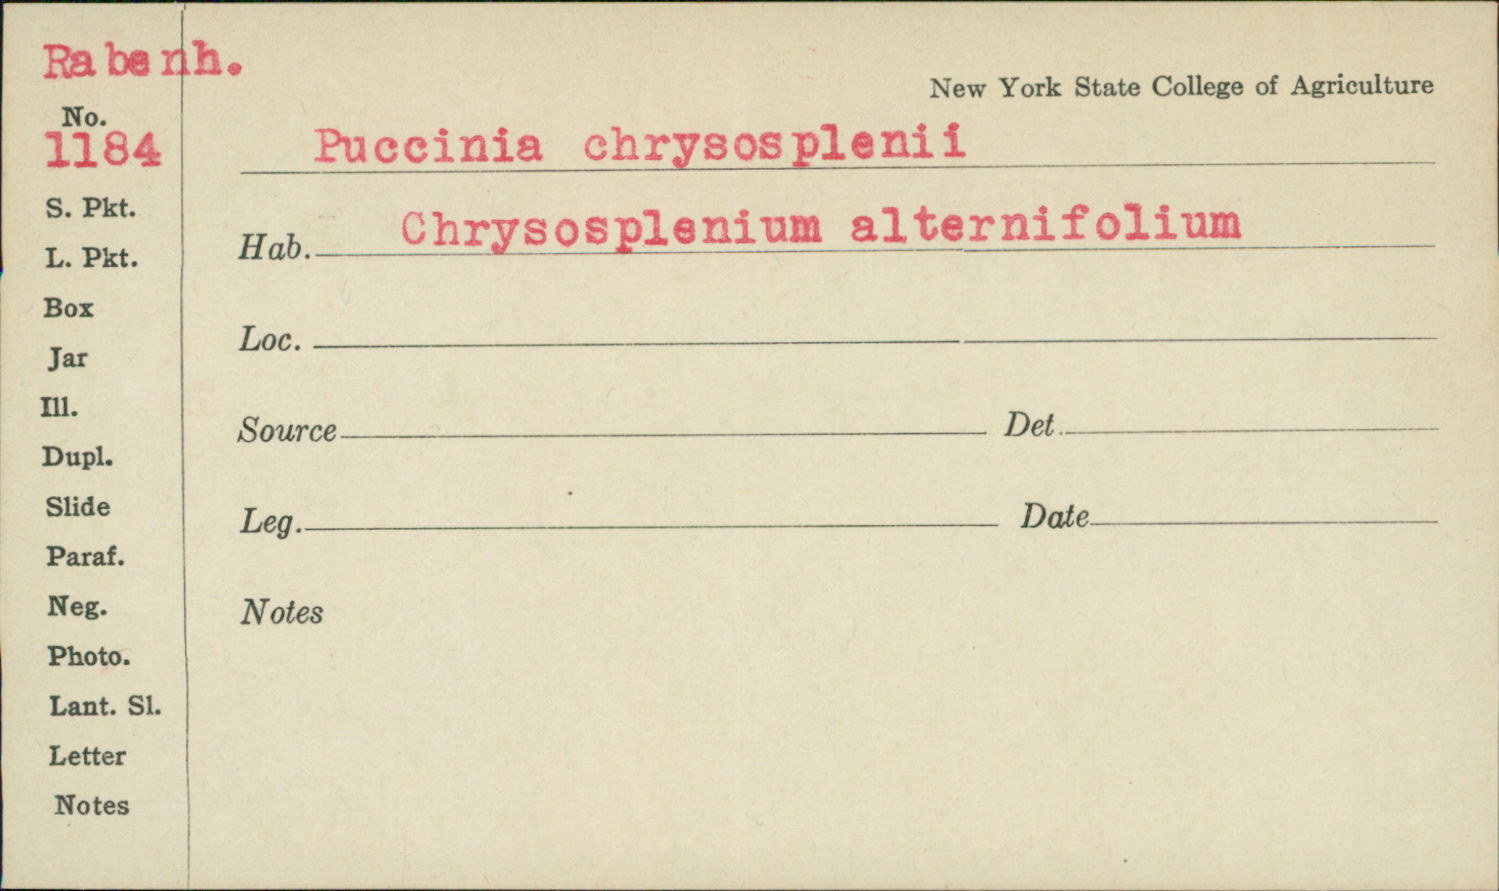 Rabenh.
New York State College of Agriculture
No.
1184
Puccinia chrysosplenii
S. Pkt.
Hab. Chrysosplenium alternifolium
L. Pkt.
Box
Loc.
Jar
Ill.
Source Det.
Dupl.
Slide
Leg. Date
Paraf.
Neg.
Notes
Photo.
Lant. Sl.
Letter
Notes